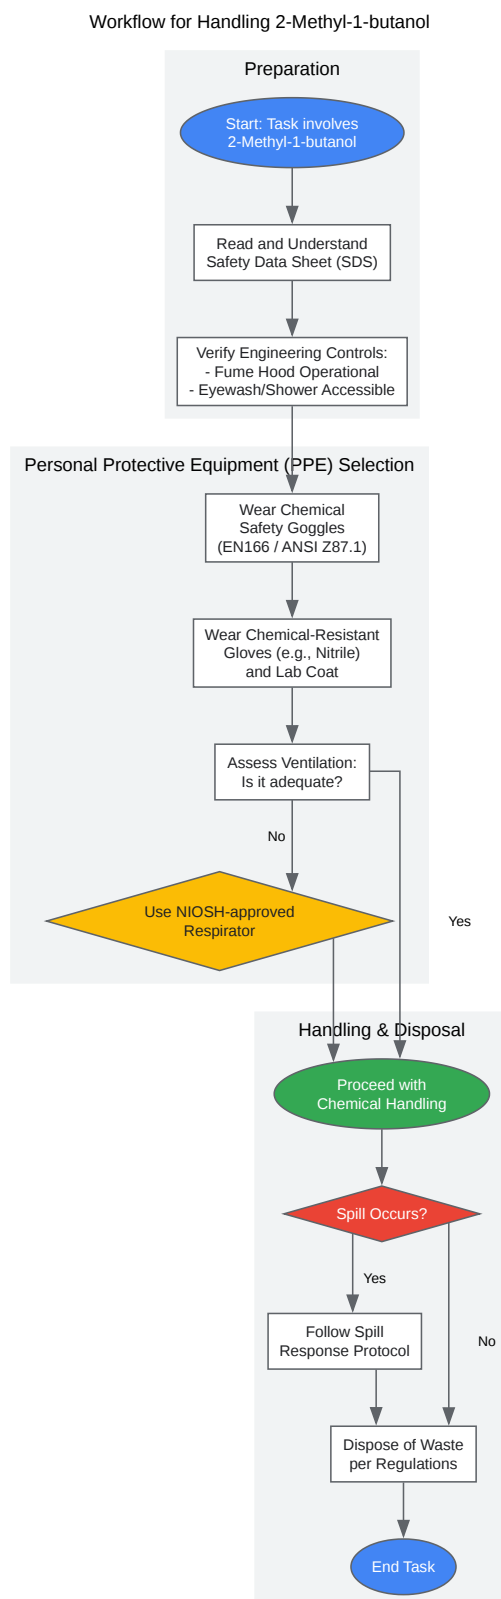 Workflow for Handling 2-Methyl-1-butanol
Preparation
Start: Task involves
2-Methyl-1-butanol
Read and Understand
Safety Data Sheet (SDS)
Verify Engineering Controls:
- Fume Hood Operational
- Eyewash/Shower Accessible
Personal Protective Equipment (PPE) Selection
Wear Chemical
Safety Goggles
(EN166 / ANSI Z87.1)
Wear Chemical-Resistant
Gloves (e.g., Nitrile)
and Lab Coat
Assess Ventilation:
Is it adequate?
No
Use NIOSH-approved
Respirator
Yes
Handling & Disposal
Proceed with
Chemical Handling
Spill Occurs?
Yes
Follow Spill
Response Protocol
No
Dispose of Waste
per Regulations
End Task